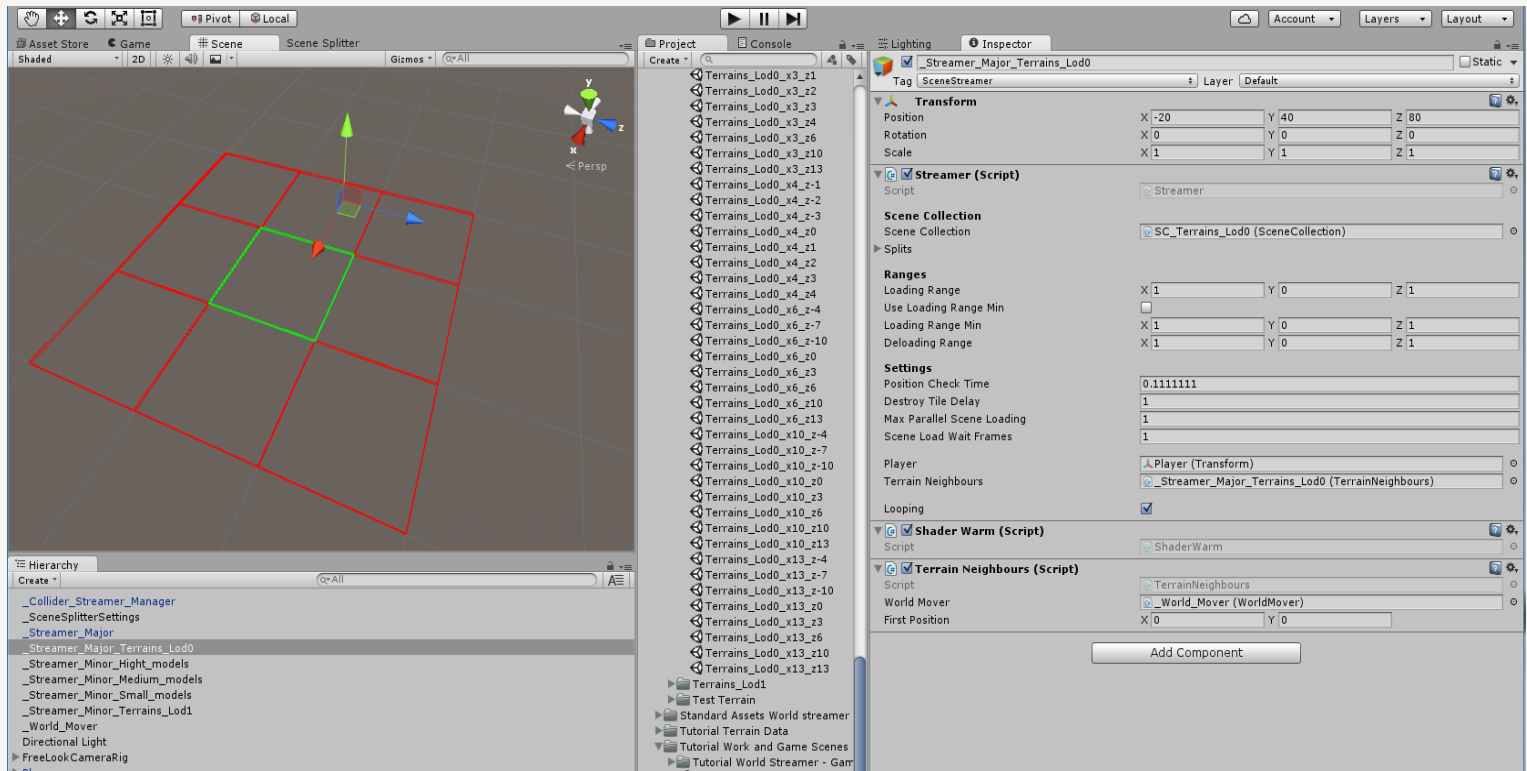 Pivot Local Account Layers Layout
Asset Store Game Scene Scene Splitter
Shaded 2D Gizmos All
y
z
x
Persp
Hierarchy
Create All
_Collider_Streamer_Manager
_SceneSplitterSettings
_Streamer_Major
_Streamer_Major_Terrains_Lod0
_Streamer_Minor_Hight_models
_Streamer_Minor_Medium_models
_Streamer_Minor_Small_models
_Streamer_Minor_Terrains_Lod1
_World_Mover
Directional Light
FreeLookCameraRig
Project Console
Create
Terrains_Lod0_x3_z1
Terrains_Lod0_x3_z2
Terrains_Lod0_x3_z3
Terrains_Lod0_x3_z4
Terrains_Lod0_x3_z6
Terrains_Lod0_x3_z10
Terrains_Lod0_x3_z13
Terrains_Lod0_x4_z-1
Terrains_Lod0_x4_z-2
Terrains_Lod0_x4_z-3
Terrains_Lod0_x4_z0
Terrains_Lod0_x4_z1
Terrains_Lod0_x4_z2
Terrains_Lod0_x4_z3
Terrains_Lod0_x4_z4
Terrains_Lod0_x6_z-4
Terrains_Lod0_x6_z-7
Terrains_Lod0_x6_z-10
Terrains_Lod0_x6_z0
Terrains_Lod0_x6_z3
Terrains_Lod0_x6_z6
Terrains_Lod0_x6_z10
Terrains_Lod0_x6_z13
Terrains_Lod0_x10_z-4
Terrains_Lod0_x10_z-7
Terrains_Lod0_x10_z-10
Terrains_Lod0_x10_z0
Terrains_Lod0_x10_z3
Terrains_Lod0_x10_z6
Terrains_Lod0_x10_z10
Terrains_Lod0_x10_z13
Terrains_Lod0_x13_z-4
Terrains_Lod0_x13_z-7
Terrains_Lod0_x13_z-10
Terrains_Lod0_x13_z0
Terrains_Lod0_x13_z3
Terrains_Lod0_x13_z6
Terrains_Lod0_x13_z10
Terrains_Lod0_x13_z13
Terrains_Lod1
Test Terrain
Standard Assets World streamer
Tutorial Terrain Data
Tutorial Work and Game Scenes
Tutorial World Streamer - Gam
Lighting Inspector
_Streamer_Major_Terrains_Lod0 Static
Tag SceneStreamer Layer Default
Transform
Position X -20 Y 40 Z 80
Rotation X 0 Y 0 Z 0
Scale X 1 Y 1 Z 1
Streamer (Script)
Script Streamer
Scene Collection
Scene Collection SC_Terrains_Lod0 (SceneCollection)
Splits
Ranges
Loading Range X 1 Y 0 Z 1
Use Loading Range Min
Loading Range Min X 1 Y 0 Z 1
Deloading Range X 1 Y 0 Z 1
Settings
Position Check Time 0.1111111
Destroy Tile Delay 1
Max Parallel Scene Loading 1
Scene Load Wait Frames 1
Player Player (Transform)
Terrain Neighbours _Streamer_Major_Terrains_Lod0 (TerrainNeighbours)
Looping
Shader Warm (Script)
Script ShaderWarm
Terrain Neighbours (Script)
Script TerrainNeighbours
World Mover _World_Mover (WorldMover)
First Position X 0 Y 0
Add Component